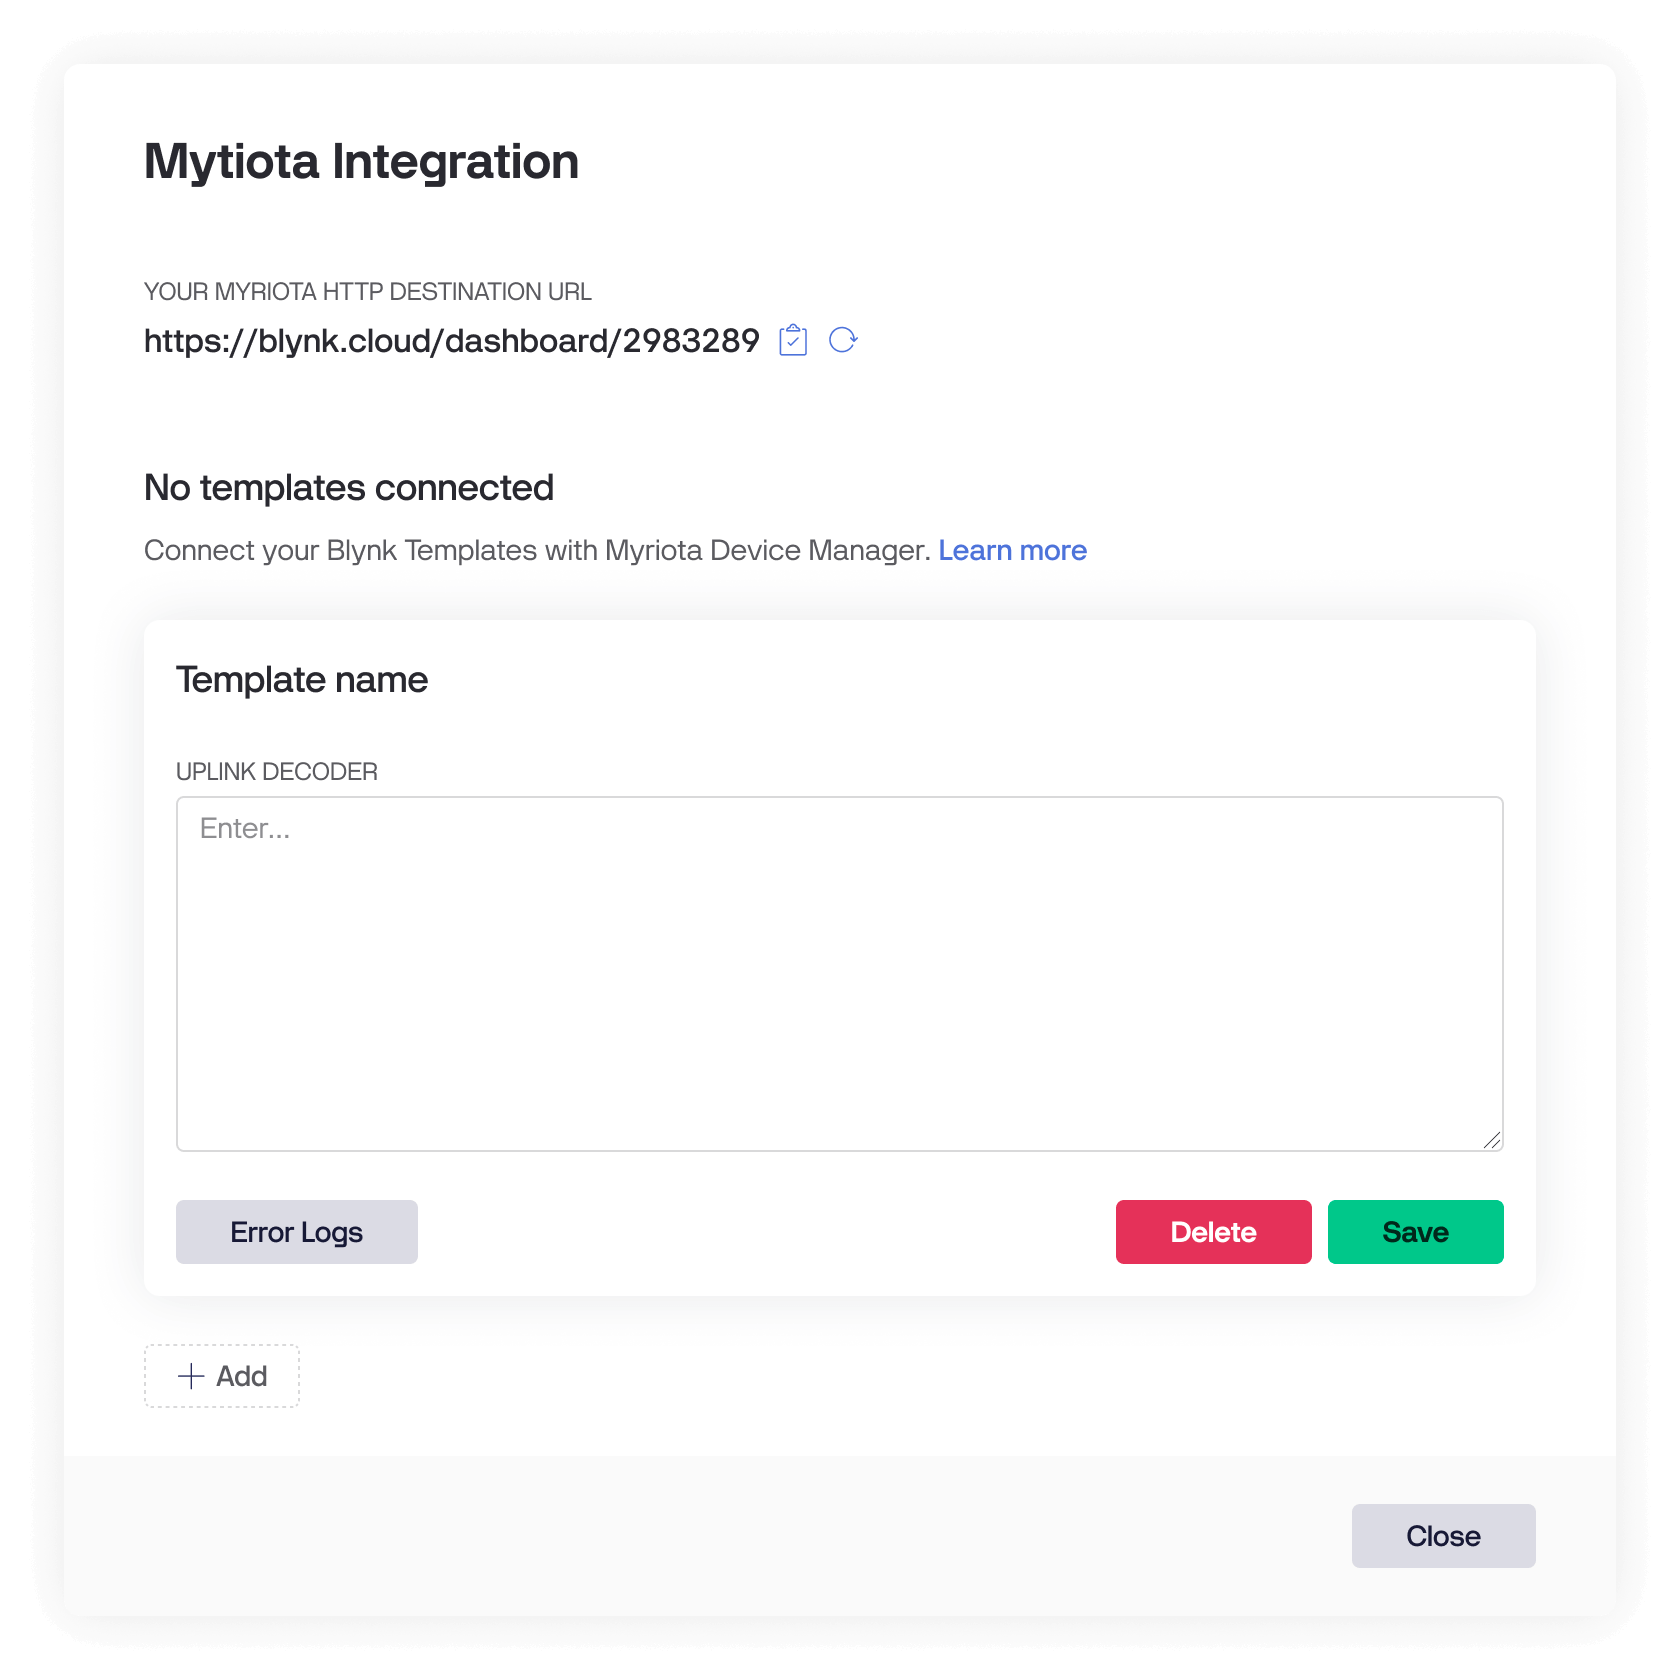 Mytiota Integration
YOUR MYRIOTA HTTP DESTINATION URL
https://blynk.cloud/dashboard/2983289
No templates connected
Connect your Blynk Templates with Myriota Device Manager. Learn more
Template name
UPLINK DECODER
Enter...
Error Logs
Delete
Save
Add
Close